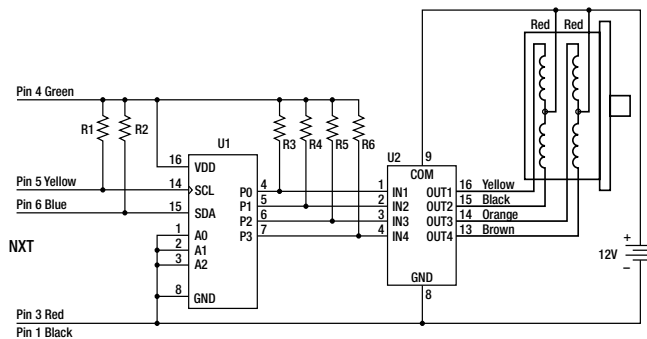 Red Red
Pin 4 Green
R1 R2 R3 R4 R5 R6
U1
U2
16 VDD
9
COM
Pin 5 Yellow
14 SCL
P0 4
1 IN1
OUT1 16 Yellow
P1 5
2 IN2
OUT2 15 Black
Pin 6 Blue
15 SDA
P2 6
3 IN3
OUT3 14 Orange
P3 7
4 IN4
OUT4 13 Brown
1 A0
2 A1
3 A2
NXT
+
12V
–
8 GND
GND
8
Pin 3 Red
Pin 1 Black